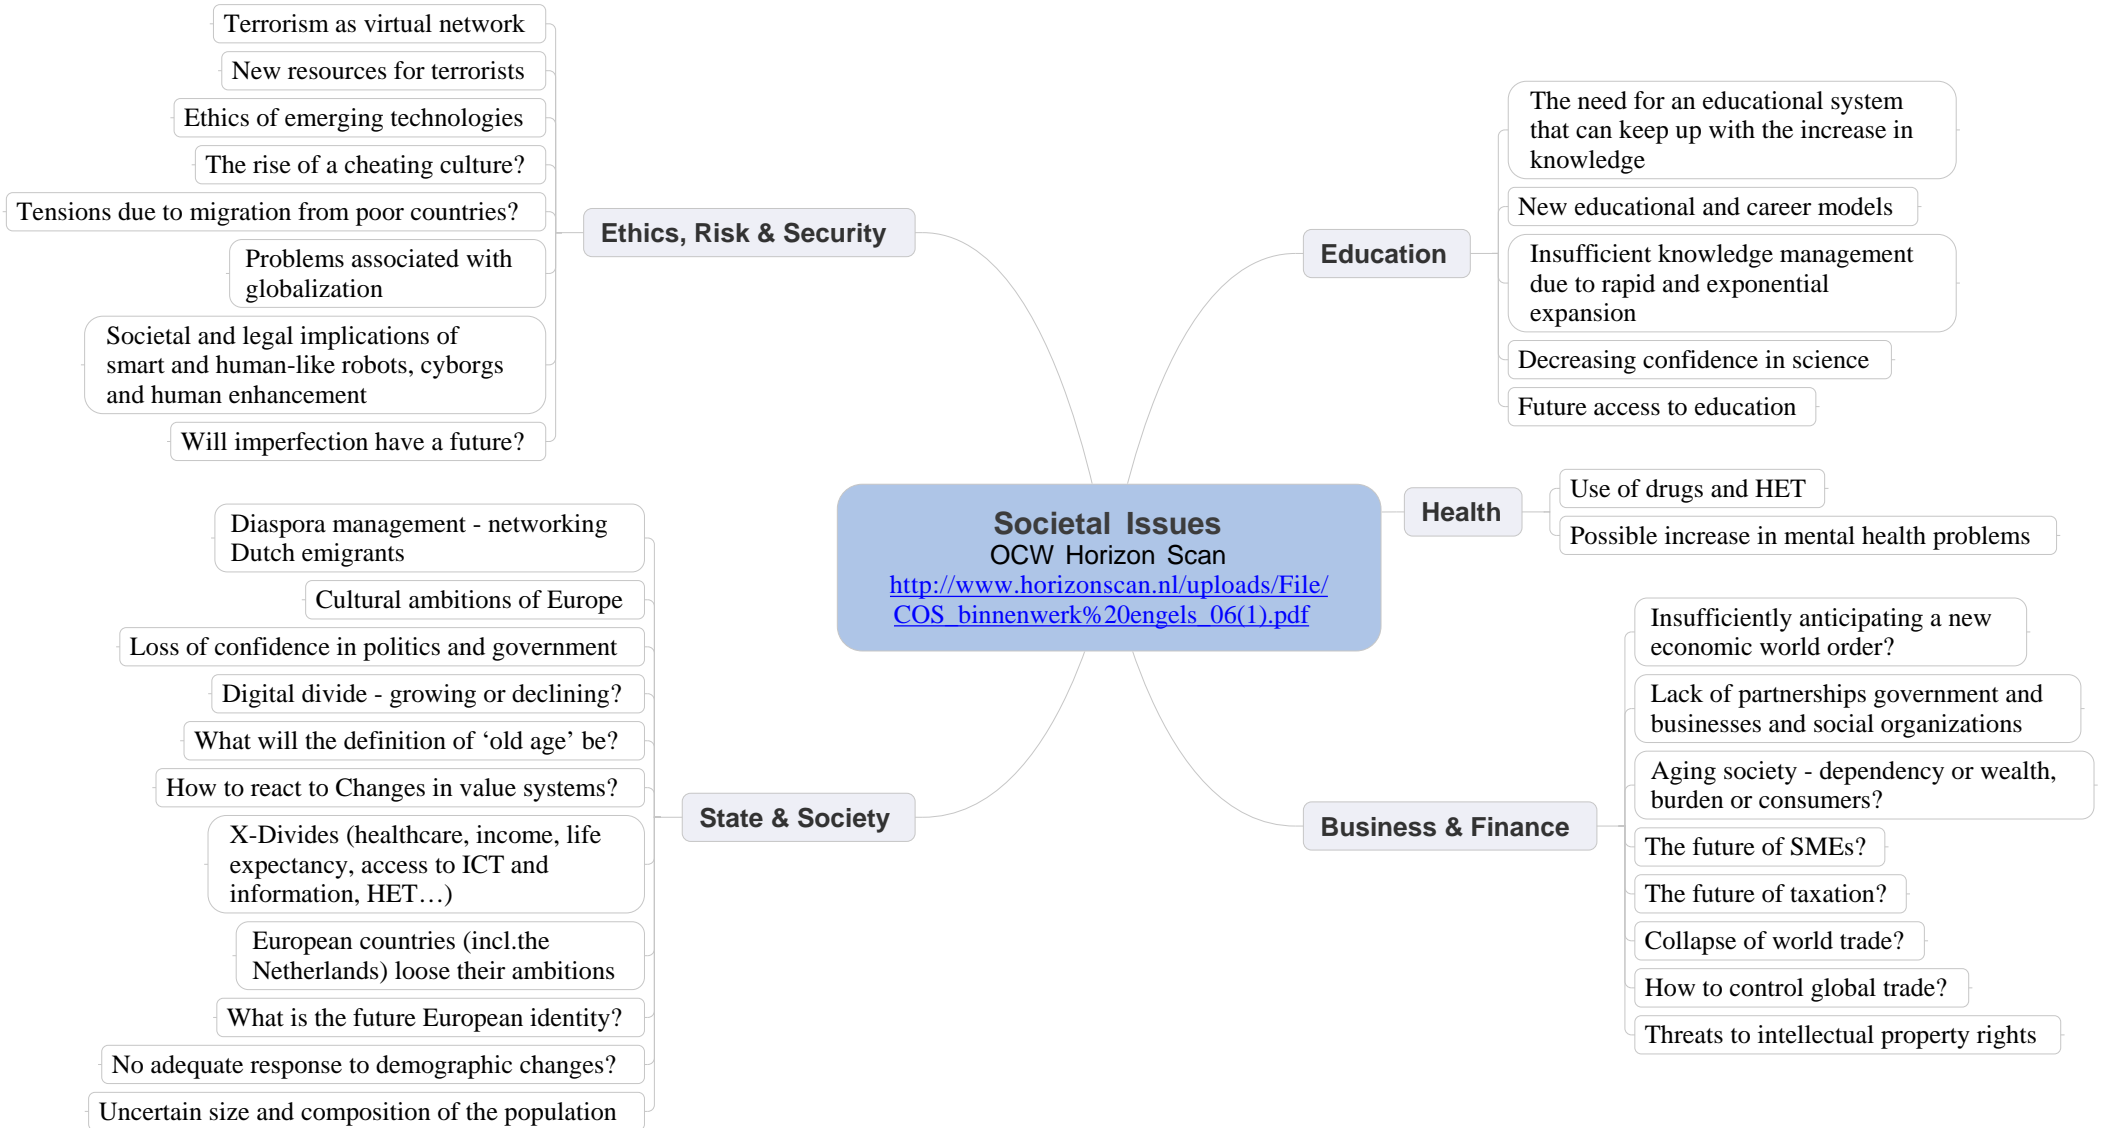 Terrorism as virtual network
New resources for terrorists
Ethics of emerging technologies
The rise of a cheating culture?
Tensions due to migration from poor countries?
Problems associated with
globalization
Societal and legal implications of
smart and human-like robots, cyborgs
and human enhancement
Will imperfection have a future?
Ethics, Risk & Security
Diaspora management - networking
Dutch emigrants
Cultural ambitions of Europe
Loss of confidence in politics and government
Digital divide - growing or declining?
What will the definition of ‘old age’ be?
How to react to Changes in value systems?
X-Divides (healthcare, income, life
expectancy, access to ICT and
information, HET…)
European countries (incl.the
Netherlands) loose their ambitions
What is the future European identity?
No adequate response to demographic changes?
Uncertain size and composition of the population
State & Society
Societal Issues
OCW Horizon Scan
http://www.horizonscan.nl/uploads/File/
COS_binnenwerk%20engels_06(1).pdf
Education
The need for an educational system
that can keep up with the increase in
knowledge
New educational and career models
Insufficient knowledge management
due to rapid and exponential
expansion
Decreasing confidence in science
Future access to education
Health
Use of drugs and HET
Possible increase in mental health problems
Business & Finance
Insufficiently anticipating a new
economic world order?
Lack of partnerships government and
businesses and social organizations
Aging society - dependency or wealth,
burden or consumers?
The future of SMEs?
The future of taxation?
Collapse of world trade?
How to control global trade?
Threats to intellectual property rights